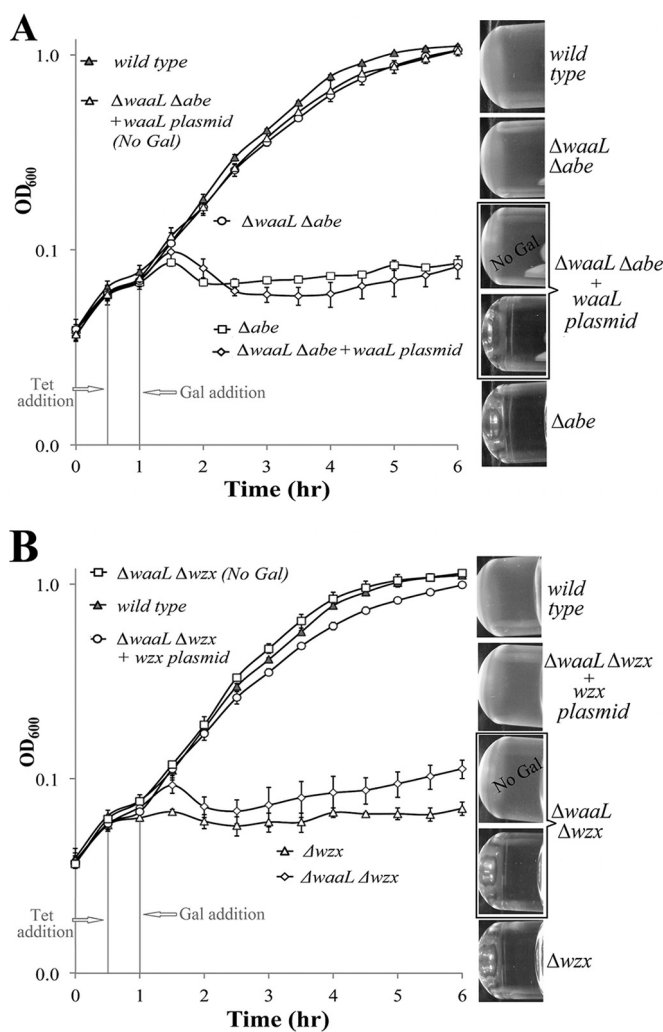 A
1.0
wild type
ΔwaaL Δabe
+waaL plasmid
(No Gal)
OD600
ΔwaaL Δabe
0.1
Δabe
ΔwaaL Δabe+waaL plasmid
Tet
addition
Gal addition
0.0
0 1 2 3 4 5 6
Time (hr)
wild
type
ΔwaaL
Δabe
No Gal
ΔwaaL Δabe
+
waaL
plasmid
Δabe
B
ΔwaaL Δwzx (No Gal)
1.0
wild type
ΔwaaL Δwzx
+ wzx plasmid
OD600
0.1
Δwzx
ΔwaaL Δwzx
Tet
addition
Gal addition
0.0
0 1 2 3 4 5 6
Time (hr)
wild
type
ΔwaaL Δwzx
+
wzx
plasmid
No Gal
ΔwaaL
Δwzx
Δwzx